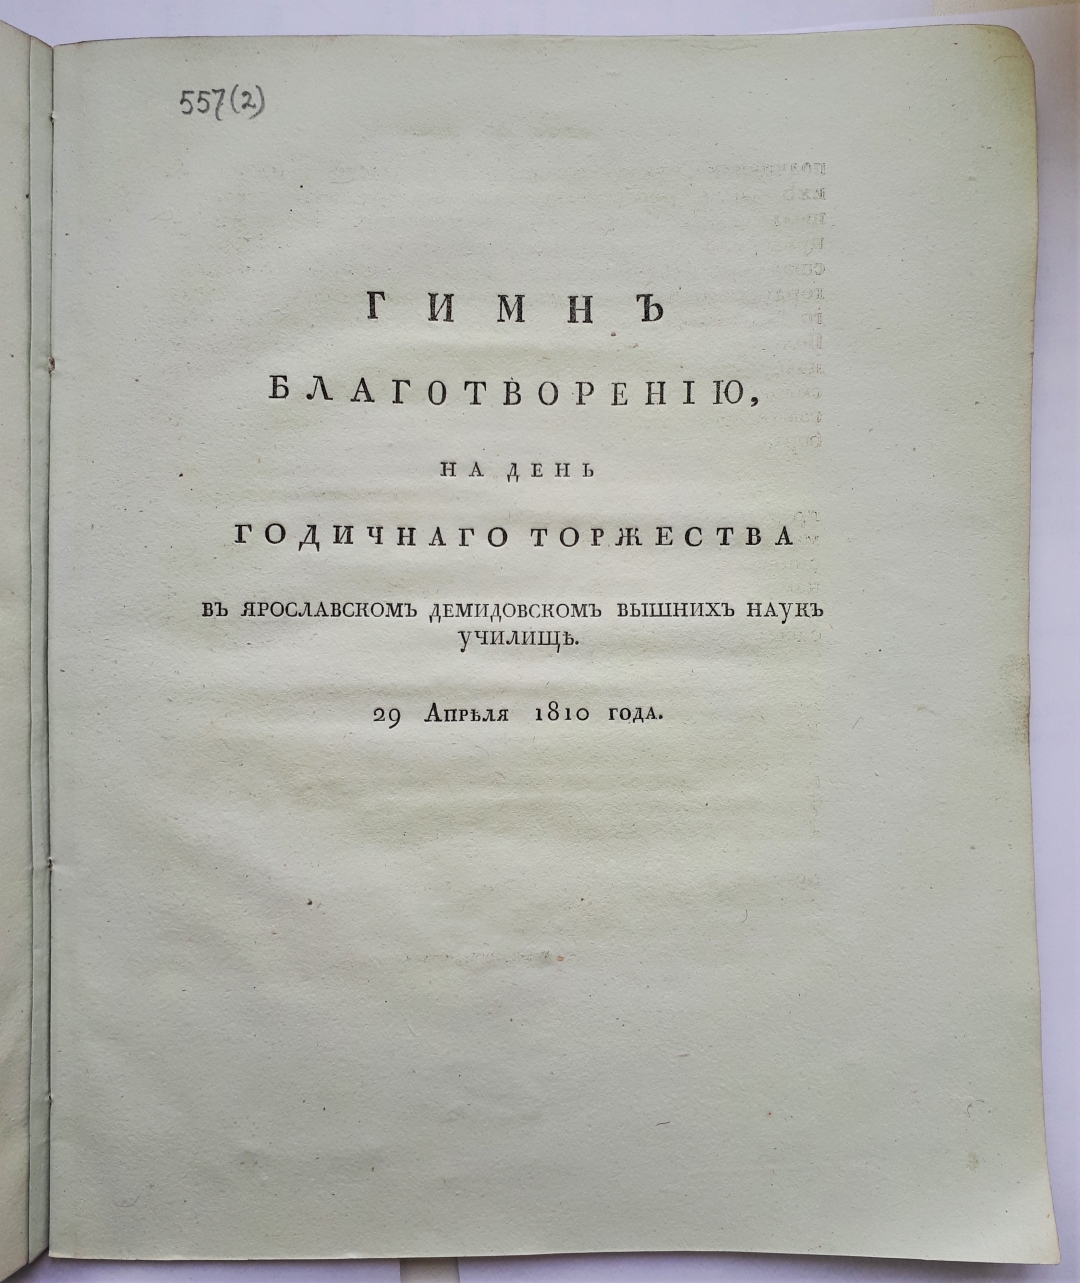 557(2)
ГИМНЪ
БЛАГОТВОРЕНІЮ,
НА ДЕНЬ
ГОДИЧНАГО ТОРЖЕСТВА
ВЪ ЯРОСЛАВСКОМЪ ДЕМИДОВСКОМЪ ВЫШНИХЪ НАУКЪ
УЧИЛИЩѢ.
29 Апрѣля 1810 года.